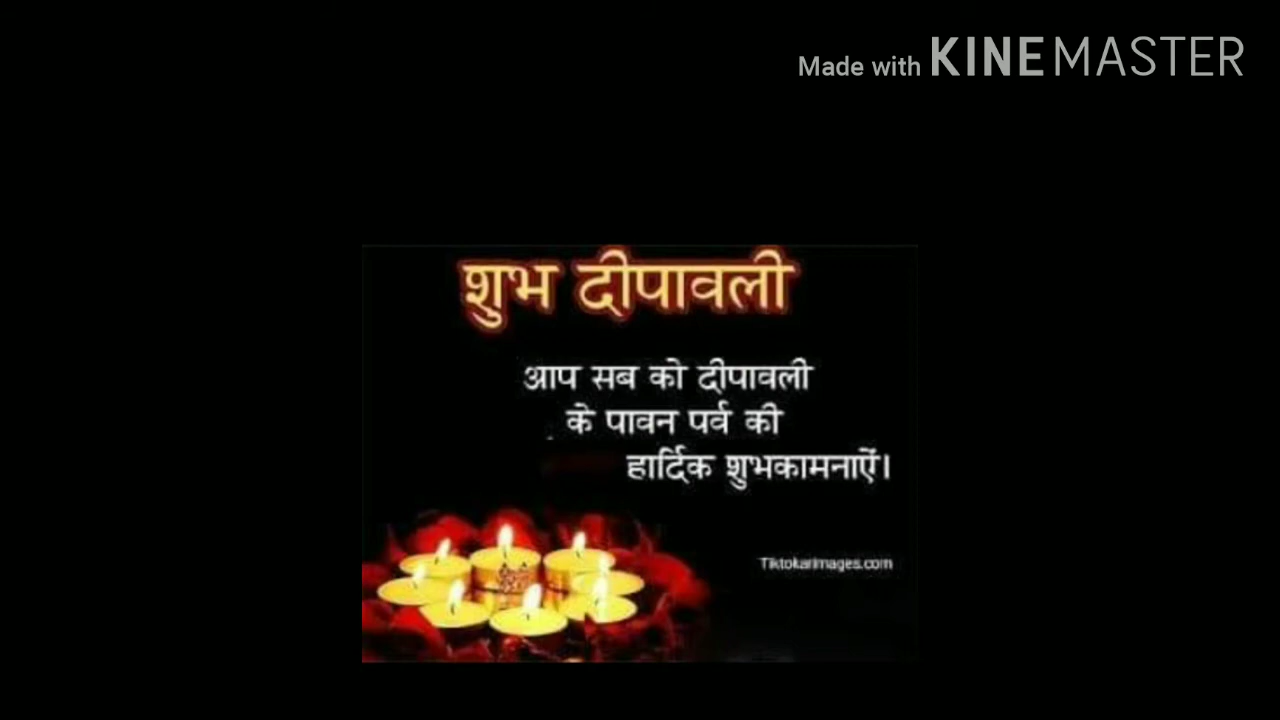 Made with KINEMASTER
शुभ दीपावली
आप सब को दीपावली
के पावन पर्व की
हार्दिक शुभकामनाऐं।
Tiktokarimages.com